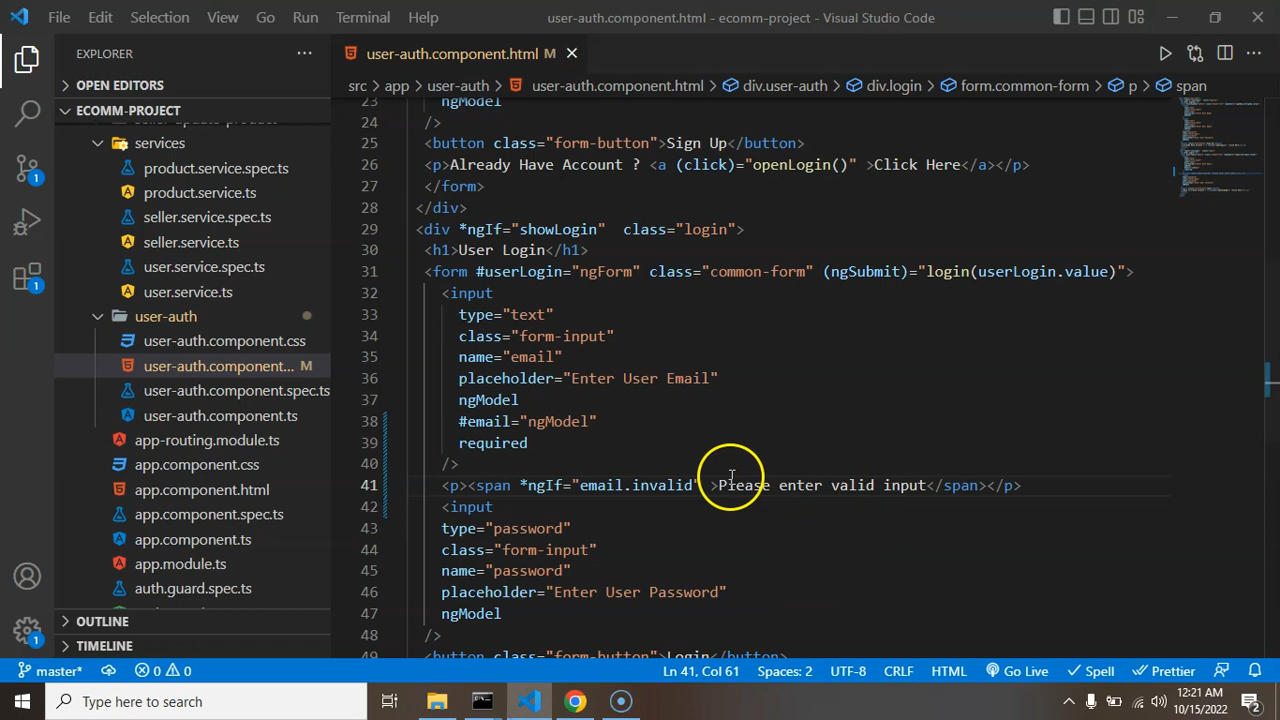 File Edit Selection View Go Run Terminal Help user-auth.component.html - ecomm-project - Visual Studio Code
EXPLORER
OPEN EDITORS
ECOMM-PROJECT
services
product.service.spec.ts
product.service.ts
seller.service.spec.ts
seller.service.ts
user.service.spec.ts
user.service.ts
user-auth
user-auth.component.css
user-auth.component... M
user-auth.component.spec.ts
user-auth.component.ts
app-routing.module.ts
app.component.css
app.component.html
app.component.spec.ts
app.component.ts
app.module.ts
auth.guard.spec.ts
OUTLINE
TIMELINE
1
1
1
user-auth.component.html M
src > app > user-auth > user-auth.component.html > div.user-auth > div.login > form.common-form > p > span
23 ngModel
24 />
25 <button class="form-button">Sign Up</button>
26 <p>Already Have Account ? <a (click)="openLogin()" >Click Here</a></p>
27 </form>
28 </div>
29 <div *ngIf="showLogin"  class="login">
30 <h1>User Login</h1>
31 <form #userLogin="ngForm" class="common-form" (ngSubmit)="login(userLogin.value)">
32 <input
33 type="text"
34 class="form-input"
35 name="email"
36 placeholder="Enter User Email"
37 ngModel
38 #email="ngModel"
39 required
40 />
41 <p><span *ngIf="email.invalid" >Please enter valid input</span></p>
42 <input
43 type="password"
44 class="form-input"
45 name="password"
46 placeholder="Enter User Password"
47 ngModel
48 />
49 <button class="form-button">Login</button>
master* 0 0 Ln 41, Col 61 Spaces: 2 UTF-8 CRLF HTML Go Live Spell Prettier
Type here to search
12:21 AM
10/15/2022
2